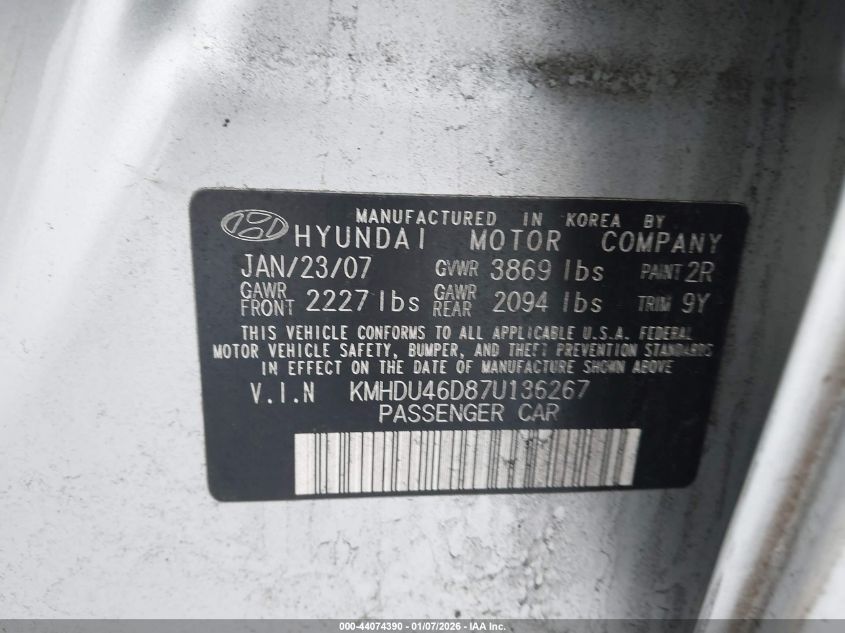 MANUFACTURED IN KOREA BY
HYUNDAI MOTOR COMPANY
JAN/23/07 GVWR 3869 lbs PAINT 2R
GAWR FRONT 2227 lbs GAWR REAR 2094 lbs TRIM 9Y
THIS VEHICLE CONFORMS TO ALL APPLICABLE U.S.A. FEDERAL
MOTOR VEHICLE SAFETY, BUMPER, AND THEFT PREVENTION STANDARDS
IN EFFECT ON THE DATE OF MANUFACTURE SHOWN ABOVE
V.I.N KMHDU46D87U136267
PASSENGER CAR
000-44074390 - 01/07/2026 - IAA Inc.